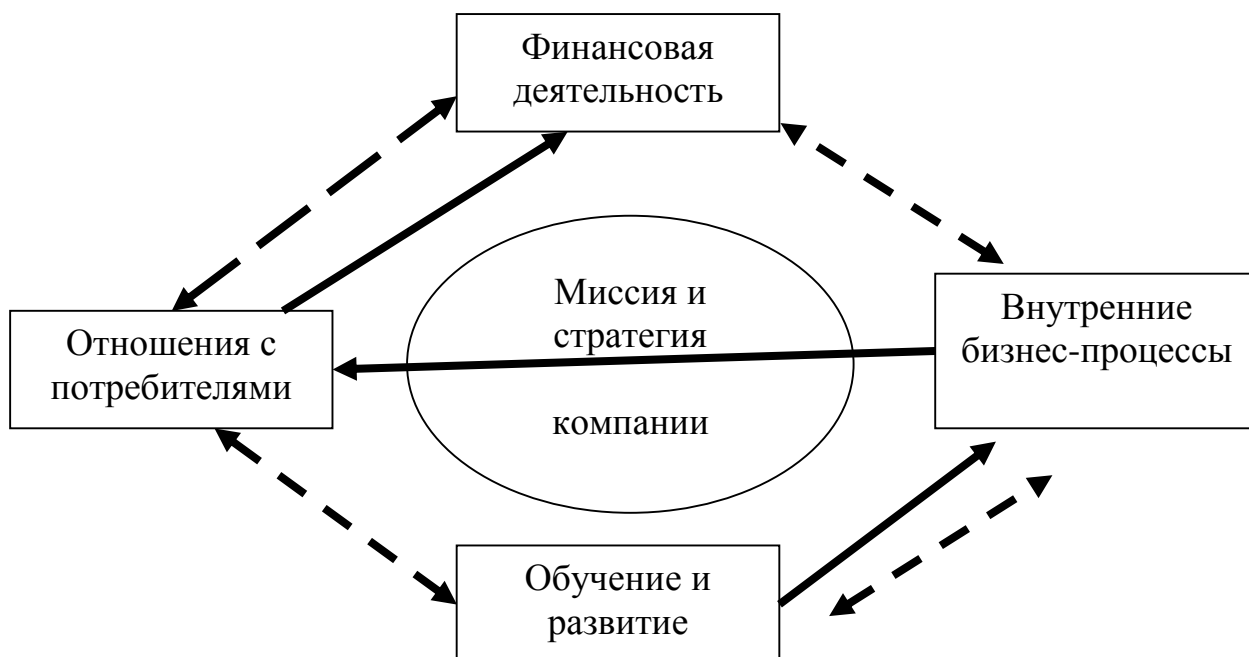 Финансовая
деятельность
Миссия и
стратегия
компании
Внутренние
бизнес-процессы
Отношения с
потребителями
Обучение и
развитие